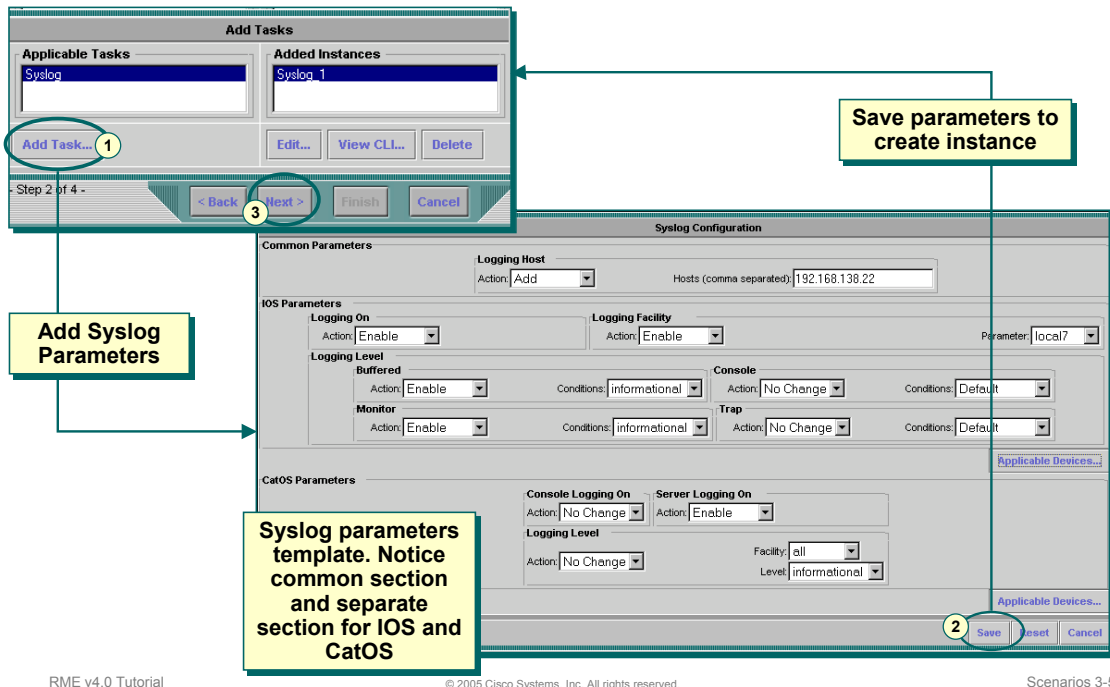 Add Tasks
Applicable Tasks
Added Instances
Syslog
Syslog_1
Add Task...
1
Edit...
View CLI...
Delete
- Step 2 of 4 -
< Back
Next >
Finish
Cancel
3
Save parameters to
create instance
Add Syslog
Parameters
Syslog Configuration
Common Parameters
Logging Host
Action: Add
Hosts (comma separated): 192.168.138.22
IOS Parameters
Logging On
Action: Enable
Logging Facility
Action: Enable
Parameter: local7
Logging Level
Buffered
Action: Enable
Conditions: informational
Console
Action: No Change
Conditions: Default
Monitor
Action: Enable
Conditions: informational
Trap
Action: No Change
Conditions: Default
Applicable Devices...
CatOS Parameters
Console Logging On
Action: No Change
Server Logging On
Action: Enable
Logging Level
Action: No Change
Facility: all
Level: informational
Applicable Devices...
2
Save
Reset
Cancel
Syslog parameters
template. Notice
common section
and separate
section for IOS and
CatOS
RME v4.0 Tutorial
© 2005 Cisco Systems, Inc. All rights reserved
Scenarios 3-